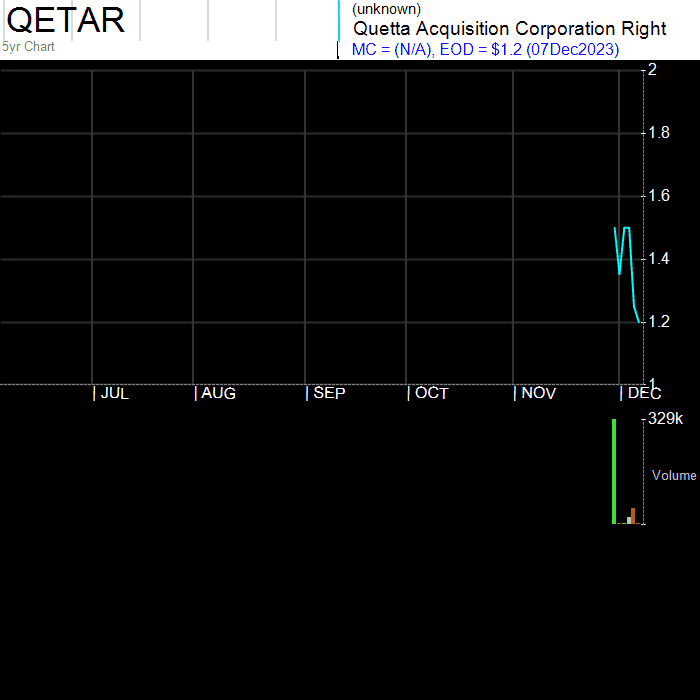 QETAR
5yr Chart
(unknown)
Quetta Acquisition Corporation Right
MC = (N/A), EOD = $1.2 (07Dec2023)
2
1.8
1.6
1.4
1.2
1
| JUL | AUG | SEP | OCT | NOV | DEC
329k
Volume